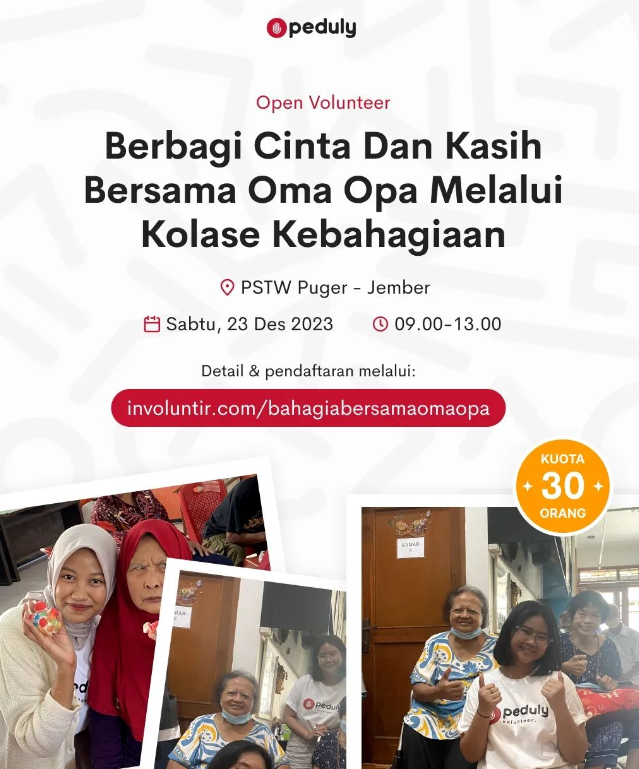 peduly
Open Volunteer
Berbagi Cinta Dan Kasih
Bersama Oma Opa Melalui
Kolase Kebahagiaan
PSTW Puger - Jember
Sabtu, 23 Des 2023
09.00-13.00
Detail & pendaftaran melalui:
involuntir.com/bahagiabersamaomaopa
KUOTA
30
ORANG
KAMAR
peduly
volunteer.